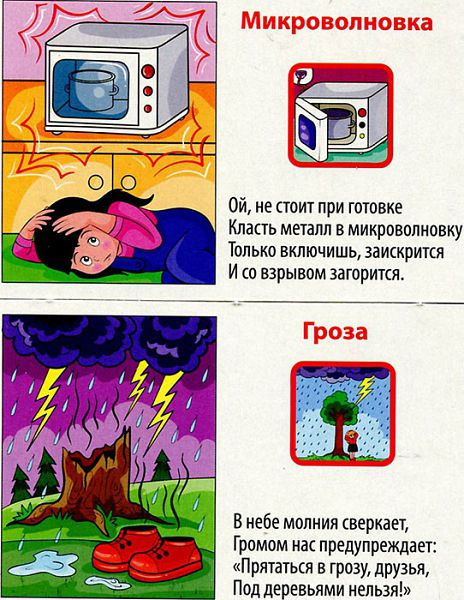 Микроволновка
Ой, не стоит при готовке
Класть металл в микроволновку
Только включишь, заискрится
И со взрывом загорится.
Гроза
В небе молния сверкает,
Громом нас предупреждает:
«Прятаться в грозу, друзья,
Под деревьями нельзя!»